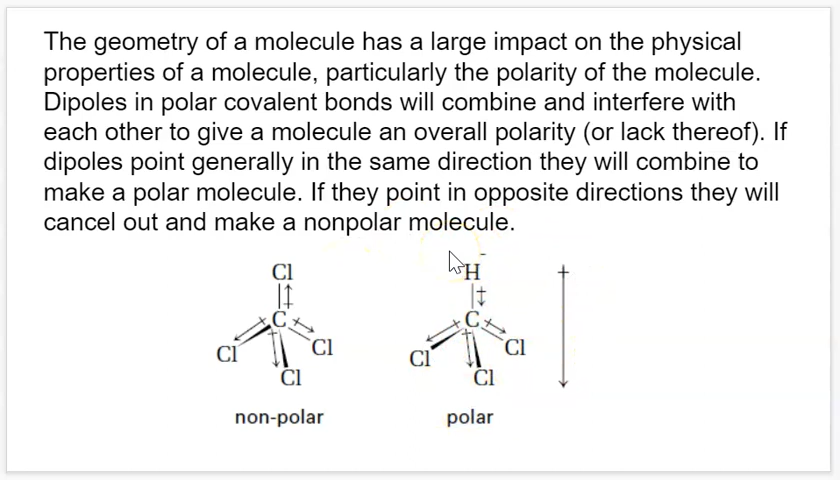 The geometry of a molecule has a large impact on the physical
properties of a molecule, particularly the polarity of the molecule.
Dipoles in polar covalent bonds will combine and interfere with
each other to give a molecule an overall polarity (or lack thereof). If
dipoles point generally in the same direction they will combine to
make a polar molecule. If they point in opposite directions they will
cancel out and make a nonpolar molecule.
Cl
C
Cl
Cl
Cl
non-polar
H
C
Cl
Cl
Cl
polar